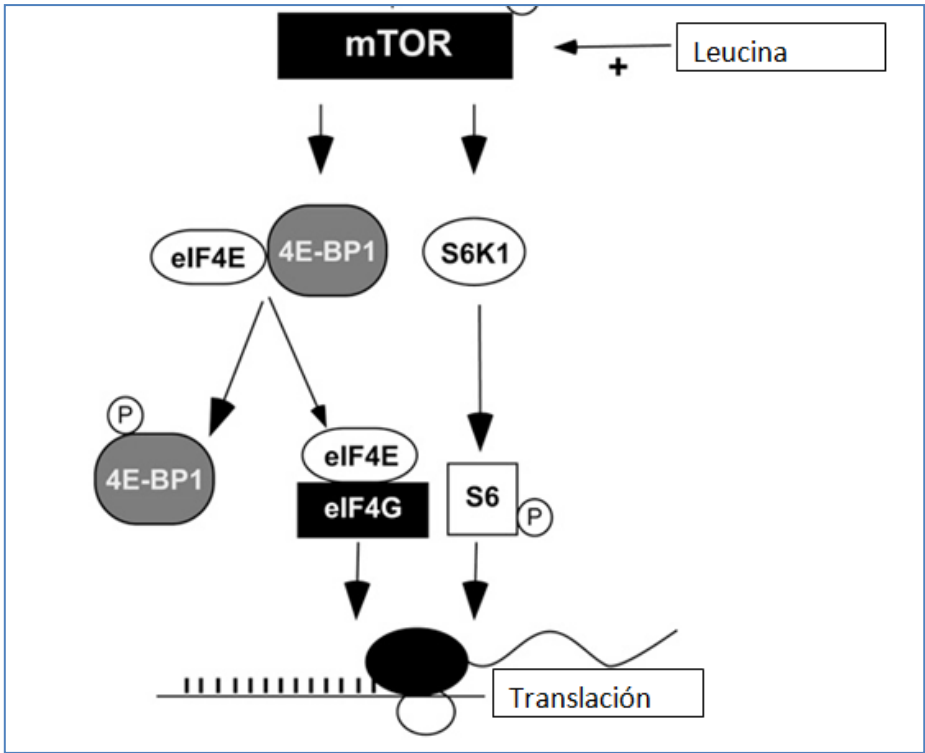 P
mTOR
Leucina
+
eIF4E
4E-BP1
S6K1
P
4E-BP1
eIF4E
eIF4G
S6
P
Translación